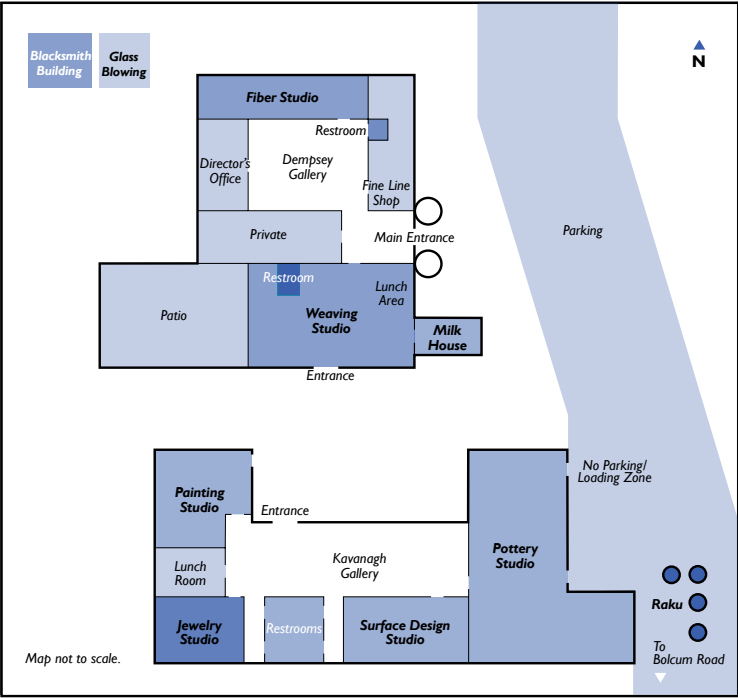 Blacksmith
Building
Glass
Blowing
N
Fiber Studio
Restroom
Director's
Office
Dempsey
Gallery
Fine Line
Shop
Private
Main Entrance
Parking
Restroom
Lunch
Area
Patio
Weaving
Studio
Milk
House
Entrance
No Parking/
Loading Zone
Painting
Studio
Entrance
Pottery
Studio
Lunch
Room
Kavanagh
Gallery
Raku
Jewelry
Studio
Restrooms
Surface Design
Studio
To
Bolcum Road
Map not to scale.